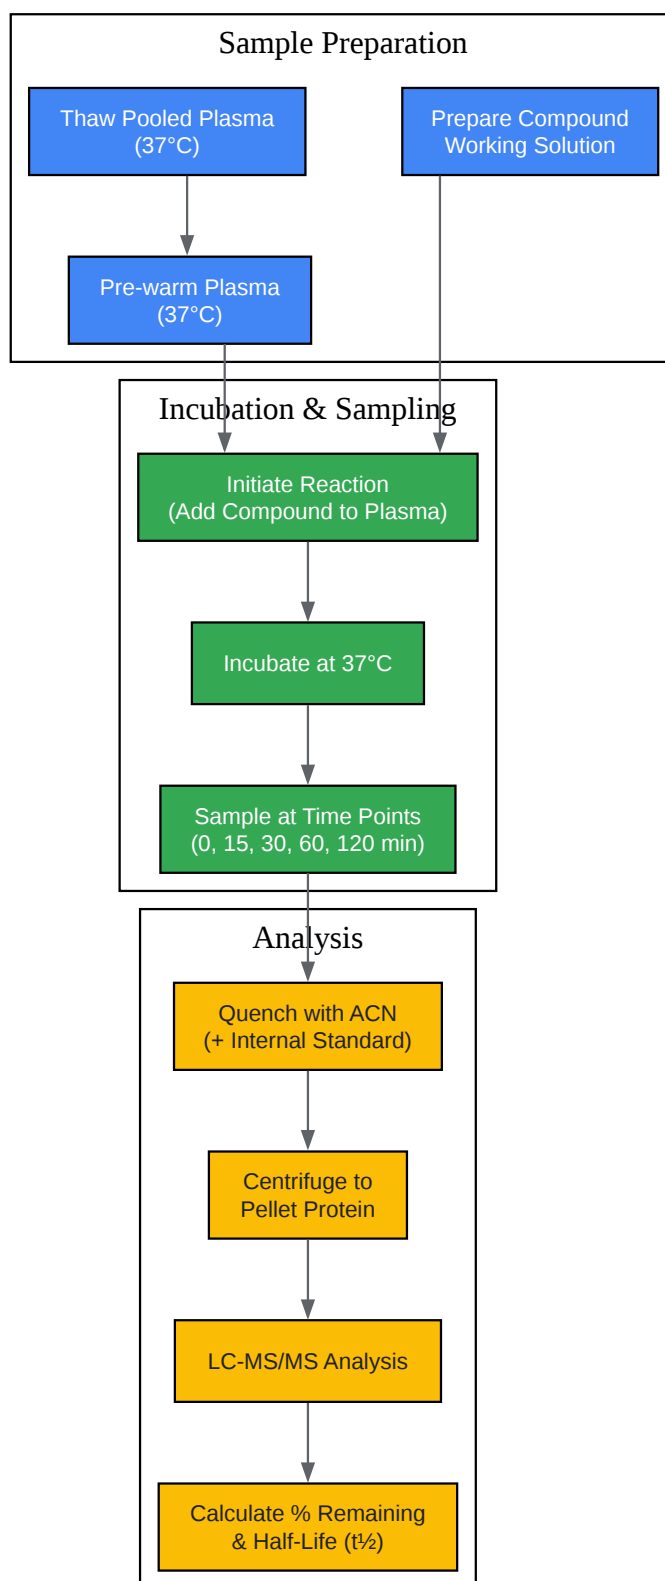 Sample Preparation
Thaw Pooled Plasma
(37°C)
Prepare Compound
Working Solution
Pre-warm Plasma
(37°C)
Incubation & Sampling
Initiate Reaction
(Add Compound to Plasma)
Incubate at 37°C
Sample at Time Points
(0, 15, 30, 60, 120 min)
Analysis
Quench with ACN
(+ Internal Standard)
Centrifuge to
Pellet Protein
LC-MS/MS Analysis
Calculate % Remaining
& Half-Life (t½)